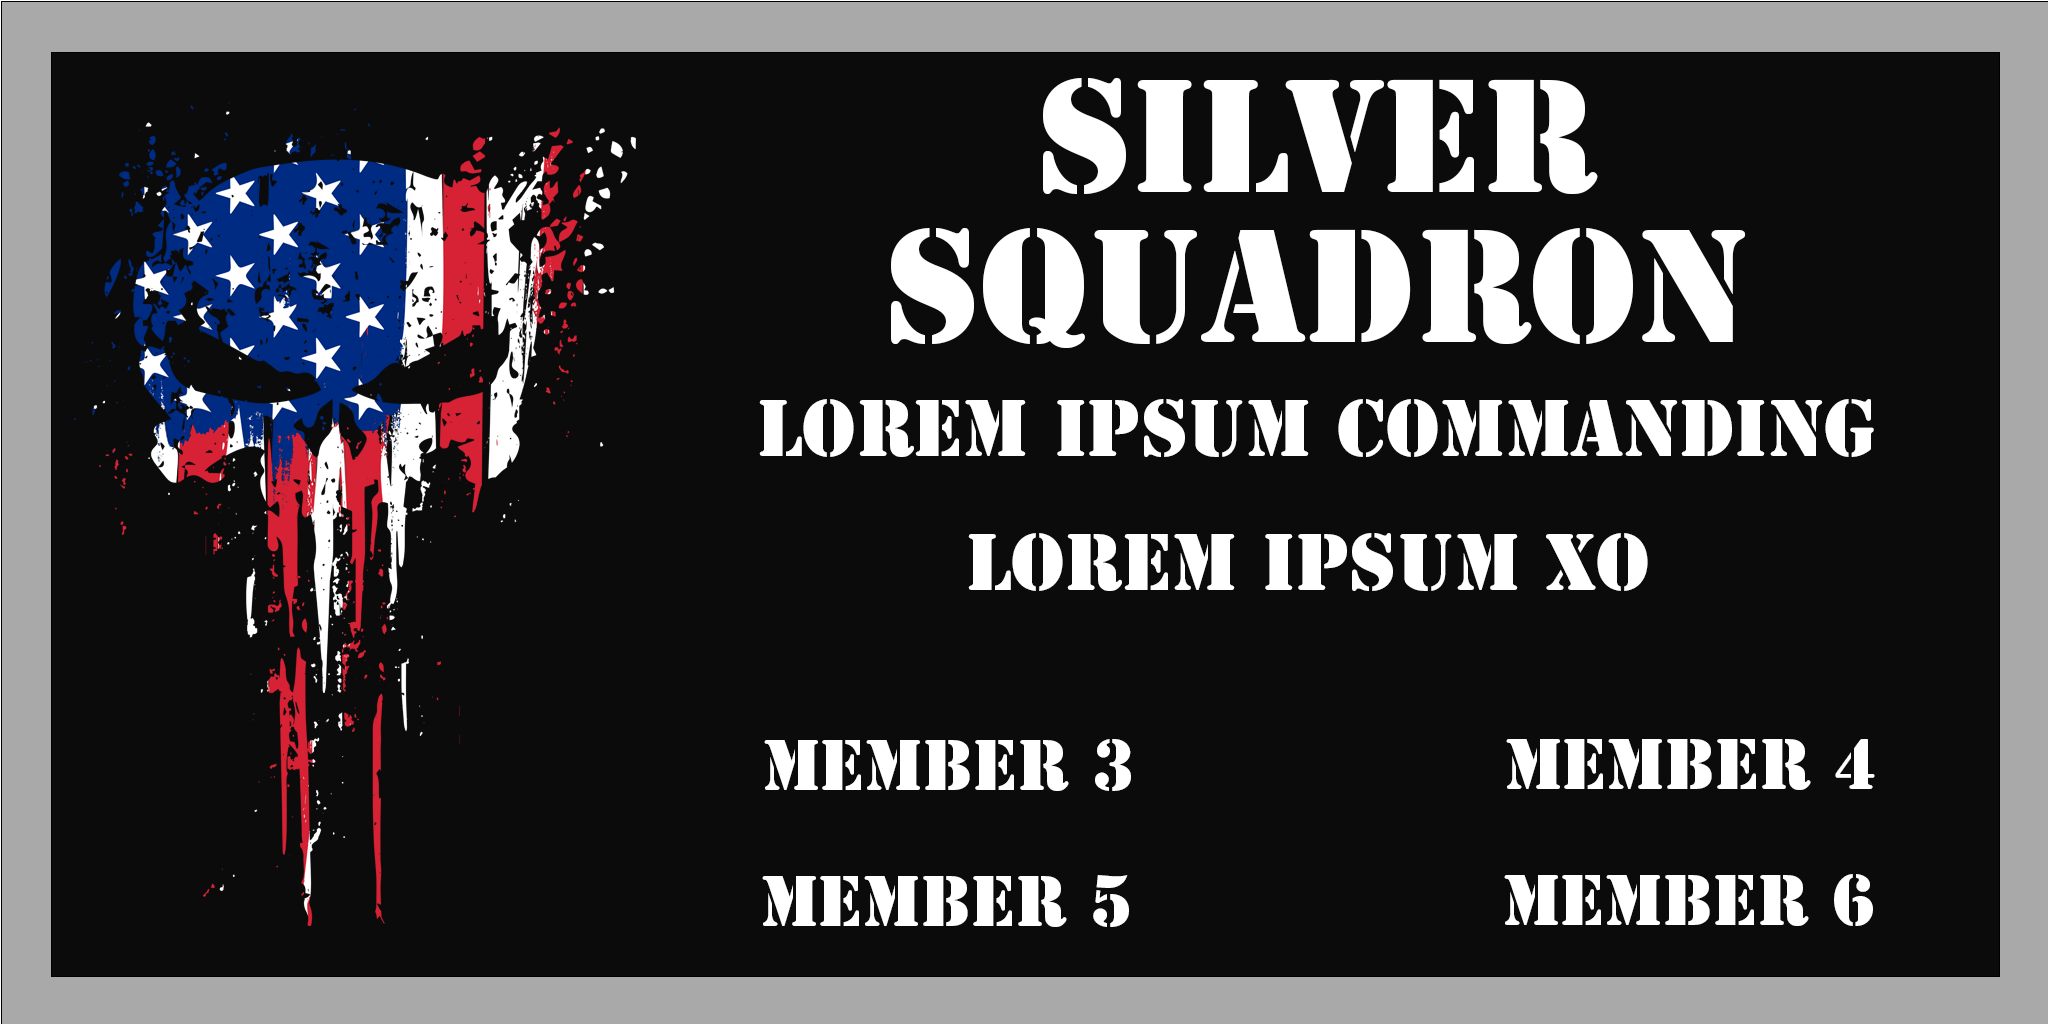 SILVER
SQUADRON
LOREM IPSUM COMMANDING
LOREM IPSUM XO
MEMBER 3 MEMBER 4
MEMBER 5 MEMBER 6